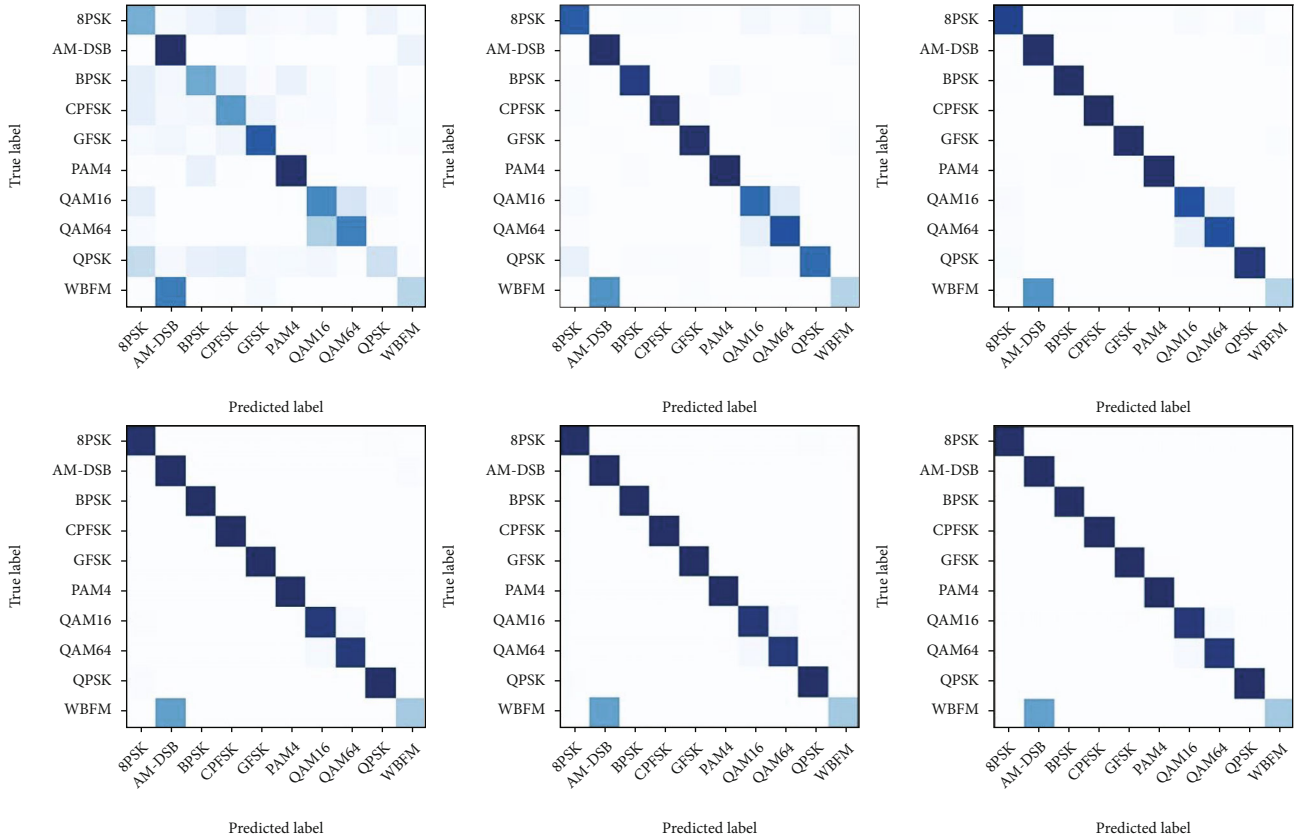 True label
8PSK
AM-DSB
BPSK
CPFSK
GFSK
PAM4
QAM16
QAM64
QPSK
WBFM
8PSK
AM-DSB
BPSK
CPFSK
GFSK
PAM4
QAM16
QAM64
QPSK
WBFM
Predicted label
True label
8PSK
AM-DSB
BPSK
CPFSK
GFSK
PAM4
QAM16
QAM64
QPSK
WBFM
8PSK
AM-DSB
BPSK
CPFSK
GFSK
PAM4
QAM16
QAM64
QPSK
WBFM
Predicted label
True label
8PSK
AM-DSB
BPSK
CPFSK
GFSK
PAM4
QAM16
QAM64
QPSK
WBFM
8PSK
AM-DSB
BPSK
CPFSK
GFSK
PAM4
QAM16
QAM64
QPSK
WBFM
Predicted label
True label
8PSK
AM-DSB
BPSK
CPFSK
GFSK
PAM4
QAM16
QAM64
QPSK
WBFM
8PSK
AM-DSB
BPSK
CPFSK
GFSK
PAM4
QAM16
QAM64
QPSK
WBFM
Predicted label
True label
8PSK
AM-DSB
BPSK
CPFSK
GFSK
PAM4
QAM16
QAM64
QPSK
WBFM
8PSK
AM-DSB
BPSK
CPFSK
GFSK
PAM4
QAM16
QAM64
QPSK
WBFM
Predicted label
True label
8PSK
AM-DSB
BPSK
CPFSK
GFSK
PAM4
QAM16
QAM64
QPSK
WBFM
8PSK
AM-DSB
BPSK
CPFSK
GFSK
PAM4
QAM16
QAM64
QPSK
WBFM
Predicted label